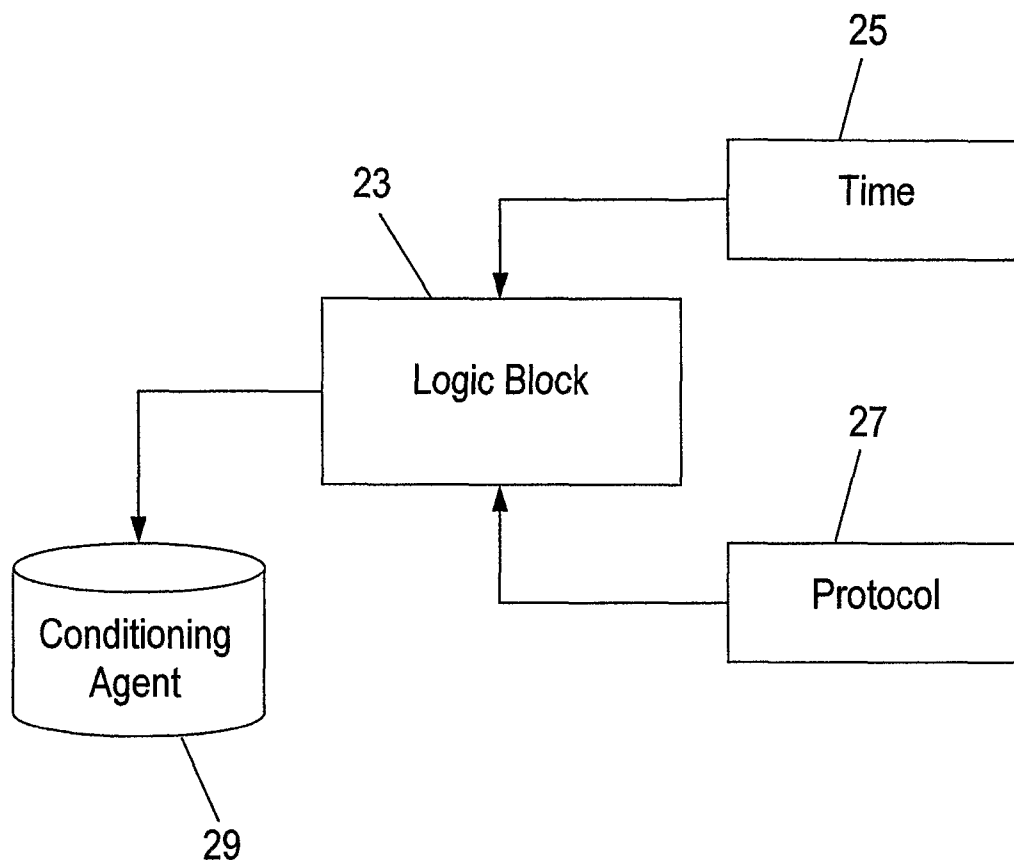 25
Time
23
Logic Block
27
Protocol
Conditioning
Agent
29